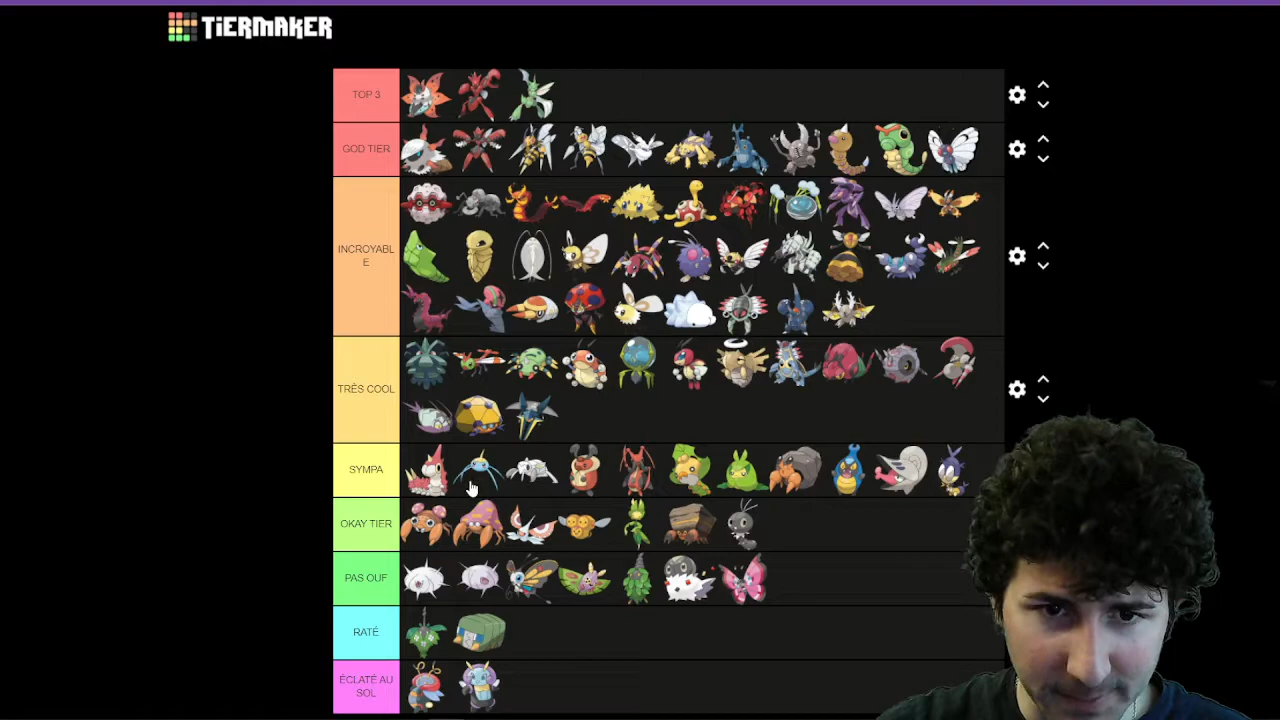 TiERMAKER
TOP 3
GOD TIER
INCROYABL
E
TRÈS COOL
SYMPA
OKAY TIER
PAS OUF
RATÉ
ÉCLATÉ AU
SOL